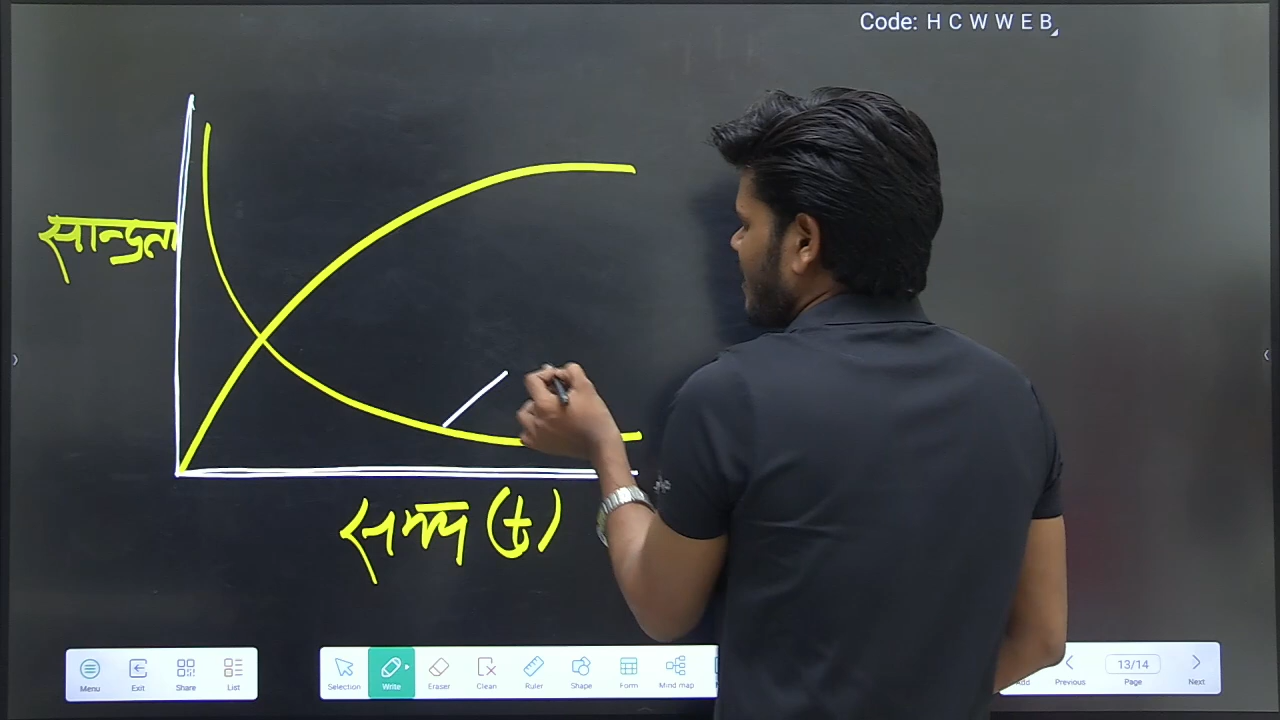 Code: H C W W E B
सान्द्रता
समय (t)
Menu
Exit
Share
List
Selection
Write
Eraser
Clean
Ruler
Shape
Form
Mind map
Previous
13/14
Page
Next